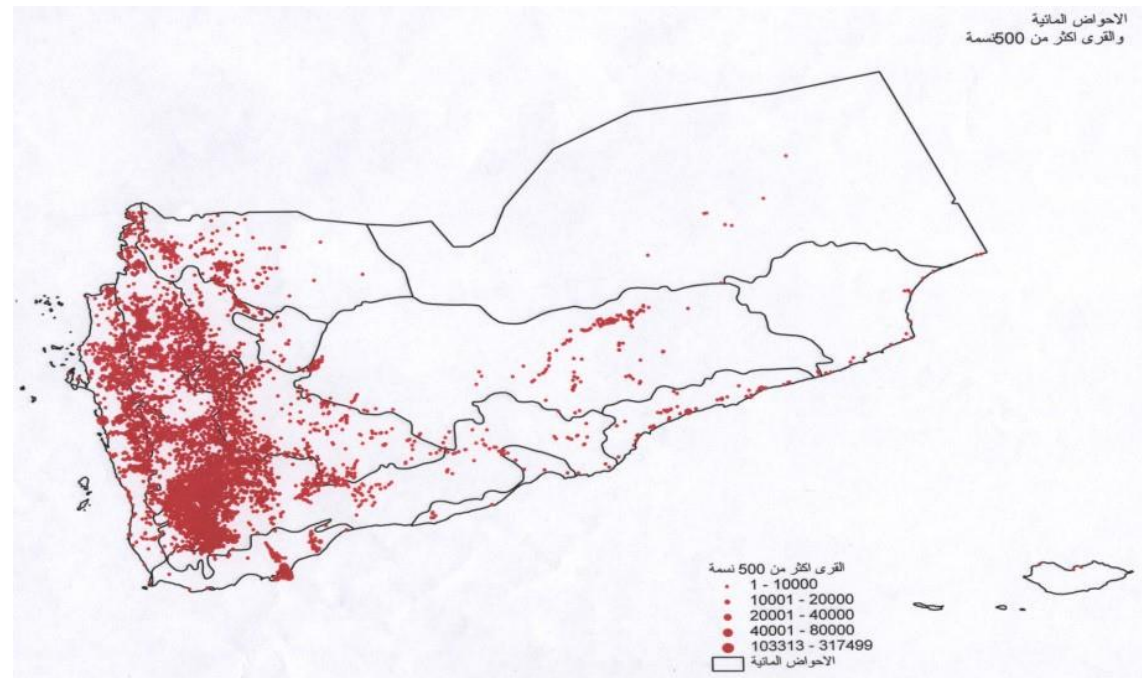 الاحواض المائية
والقرى اكثر من 500نسمة
القرى اكثر من 500 نسمة
1 - 10000
10001 - 20000
20001 - 40000
40001 - 80000
103313 - 317499
الاحواض المائية